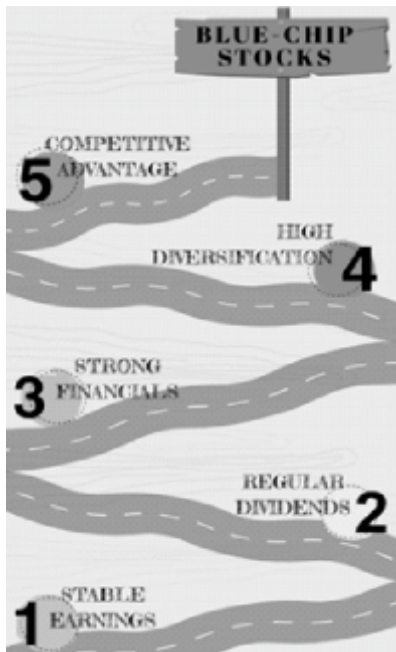 BLUE-CHIP
STOCKS
5
COMPETITIVE
ADVANTAGE
4
HIGH
DIVERSIFICATION
3
STRONG
FINANCIALS
2
REGULAR
DIVIDENDS
1
STABLE
EARNINGS